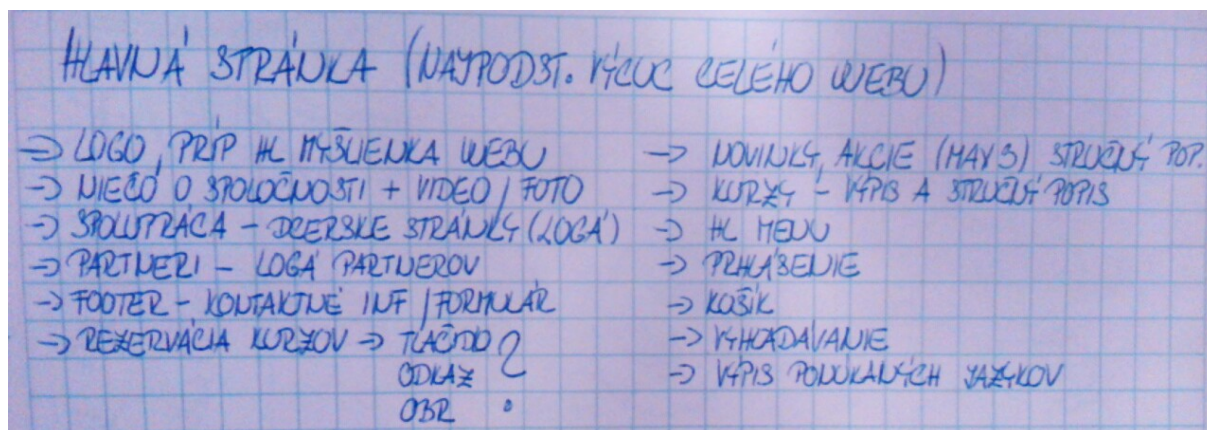 HLAVNÁ STRÁNKA (NAJPODST. VÝCUC CELÉHO WEBU)
→ LOGO, PRÍP HL MYŠLIENKA WEBU
→ NIEČO O SPOLOČNOSTI + VIDEO / FOTO
→ SPOLUPRÁCA - DCERSKE STRÁNKY (LOGÁ)
→ PARTNERI - LOGÁ PARTNEROV
→ FOOTER - KONTAKTNÉ INF / FORMULÁR
→ REZERVÁCIA KURZOV → TLAČIDLO ?
ODKAZ
OBR
→ NOVINKY, AKCIE (MAX 3) STRUČNÝ POP.
→ KURZY - VÝPIS A STRUČNÝ POPIS
→ HL MENU
→ PRIHLÁSENIE
→ KOŠÍK
→ VYHĽADÁVANIE
→ VÝPIS PONÚKANÝCH JAZYKOV